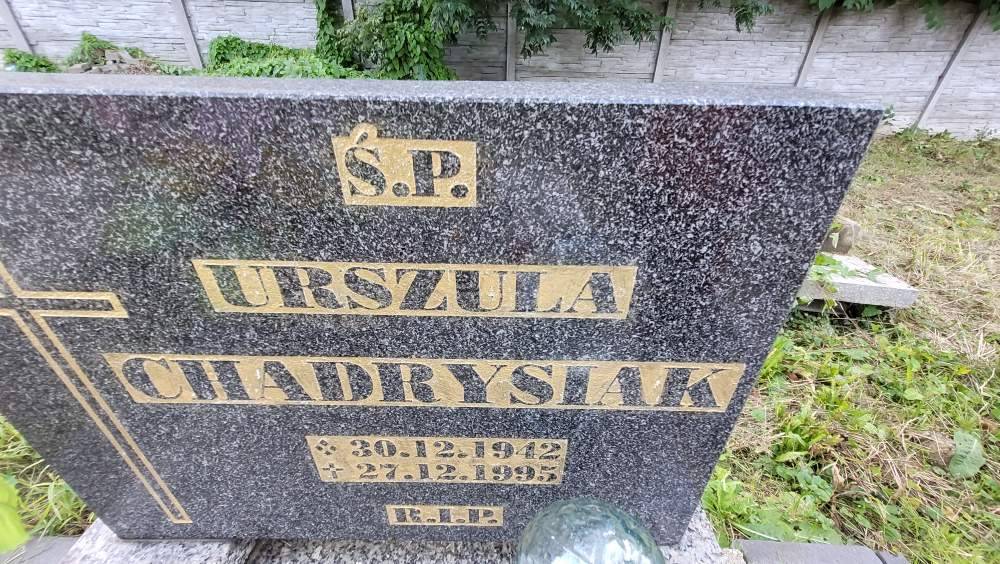 Ś.P.
URSZULA
CHADRYSIAK
30.12.1942
✝ 27.12.1995
R.I.P.